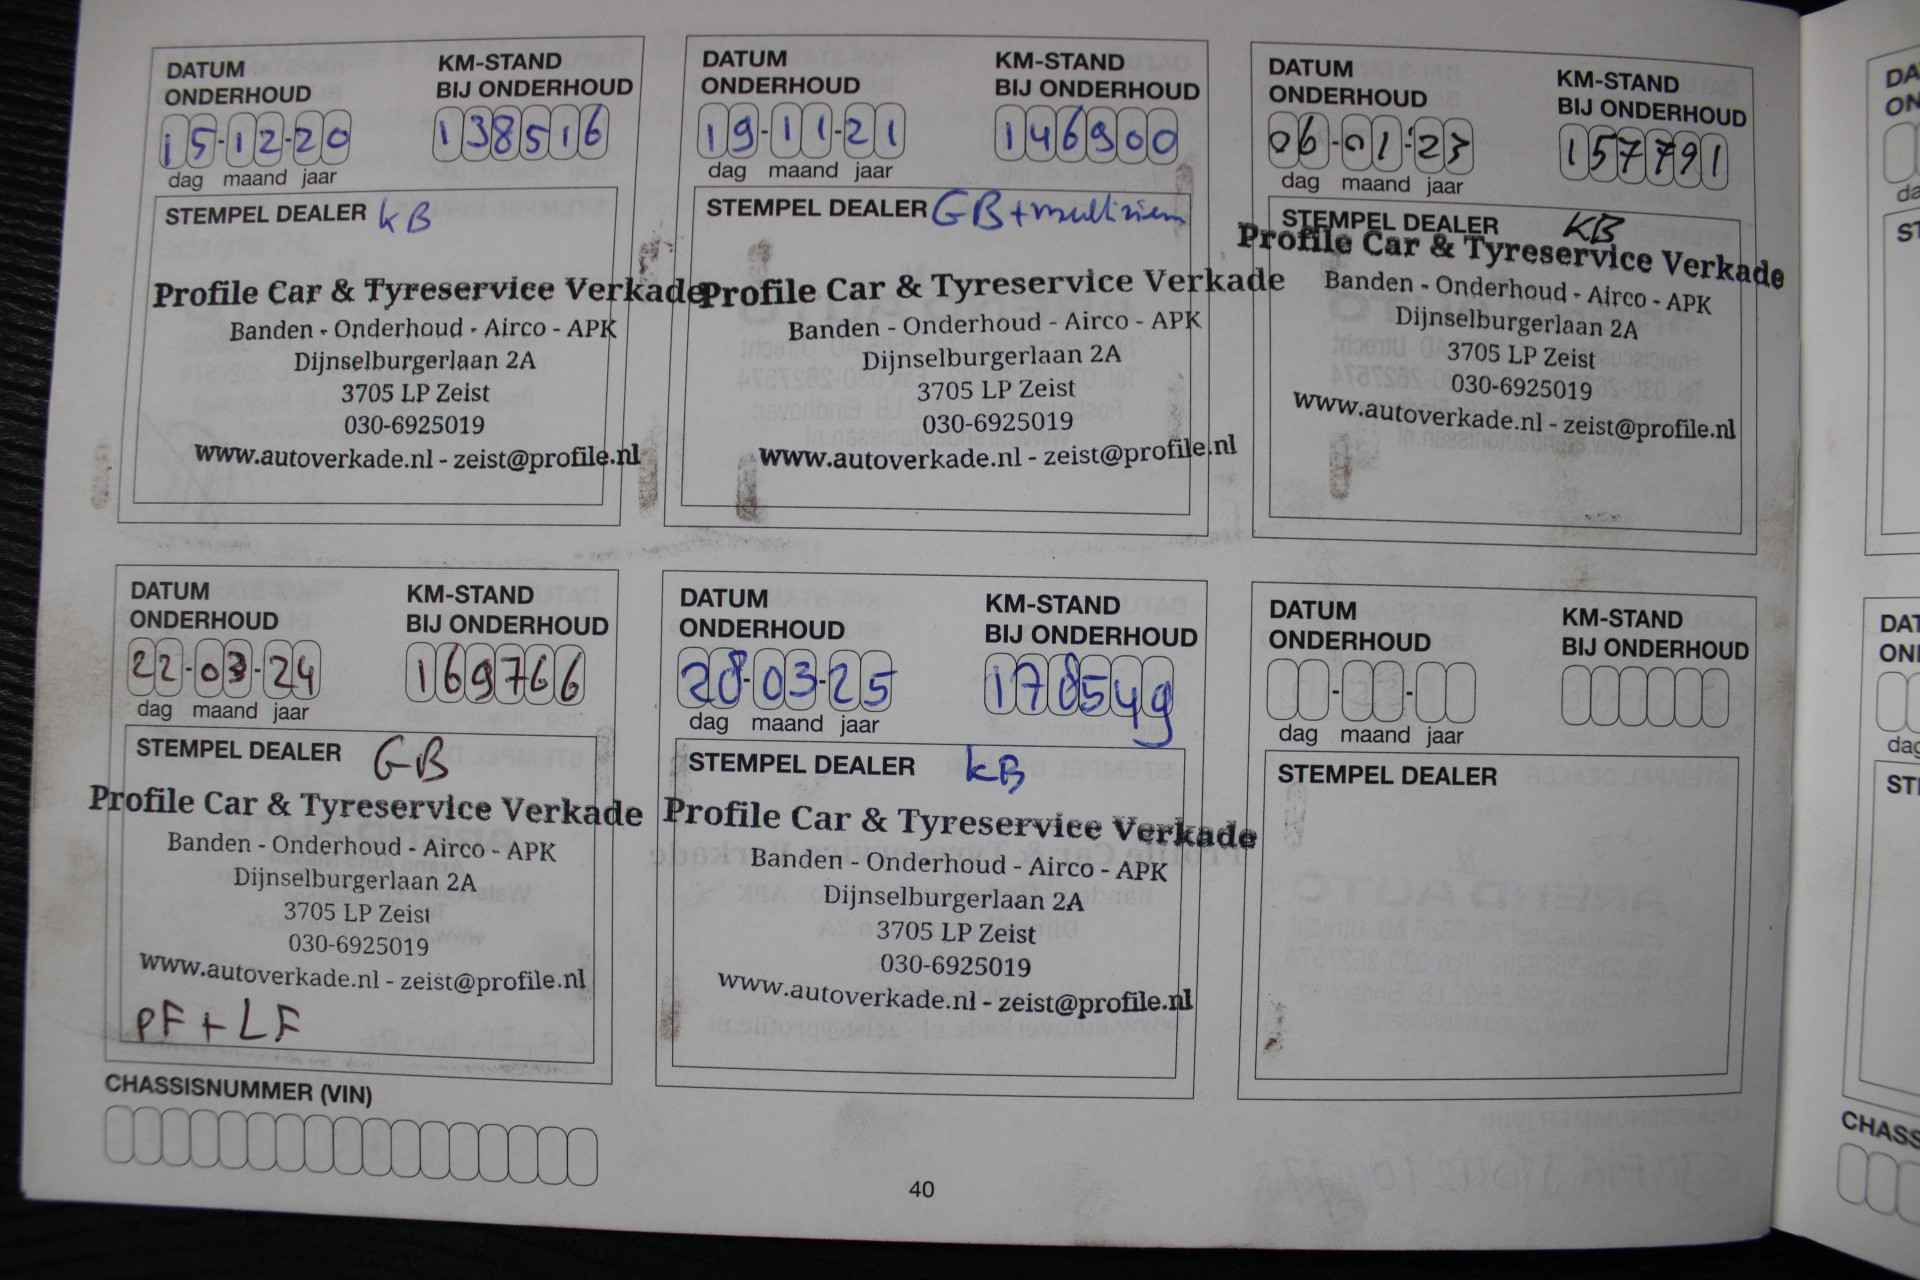 DATUM ONDERHOUD
KM-STAND BIJ ONDERHOUD
15-12-20
138516
dag maand jaar
STEMPEL DEALER KB
Profile Car & Tyreservice Verkade
Banden - Onderhoud - Airco - APK
Dijnselburgerlaan 2A
3705 LP Zeist
030-6925019
www.autoverkade.nl - zeist@profile.nl
DATUM ONDERHOUD
KM-STAND BIJ ONDERHOUD
19-11-21
146900
dag maand jaar
STEMPEL DEALER GB + multiriem
Profile Car & Tyreservice Verkade
Banden - Onderhoud - Airco - APK
Dijnselburgerlaan 2A
3705 LP Zeist
030-6925019
www.autoverkade.nl - zeist@profile.nl
DATUM ONDERHOUD
KM-STAND BIJ ONDERHOUD
06-01-23
157791
dag maand jaar
STEMPEL DEALER KB
Profile Car & Tyreservice Verkade
Banden - Onderhoud - Airco - APK
Dijnselburgerlaan 2A
3705 LP Zeist
030-6925019
www.autoverkade.nl - zeist@profile.nl
DATUM ONDERHOUD
KM-STAND BIJ ONDERHOUD
22-03-24
169766
dag maand jaar
STEMPEL DEALER GB
Profile Car & Tyreservice Verkade
Banden - Onderhoud - Airco - APK
Dijnselburgerlaan 2A
3705 LP Zeist
030-6925019
www.autoverkade.nl - zeist@profile.nl
PF + LF
DATUM ONDERHOUD
KM-STAND BIJ ONDERHOUD
28-03-25
178549
dag maand jaar
STEMPEL DEALER KB
Profile Car & Tyreservice Verkade
Banden - Onderhoud - Airco - APK
Dijnselburgerlaan 2A
3705 LP Zeist
030-6925019
www.autoverkade.nl - zeist@profile.nl
DATUM ONDERHOUD
KM-STAND BIJ ONDERHOUD
dag maand jaar
STEMPEL DEALER
CHASSISNUMMER (VIN)
40